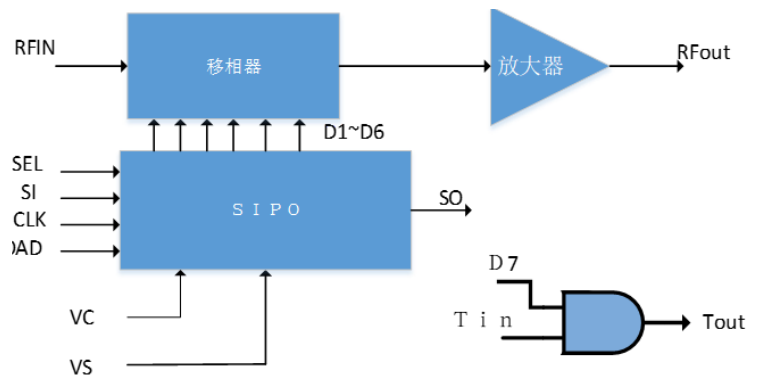 RFIN
移相器
放大器
RFout
D1~D6
SEL
SI
CLK
OAD
SIPO
SO
VC
VS
D7
Tin
Tout